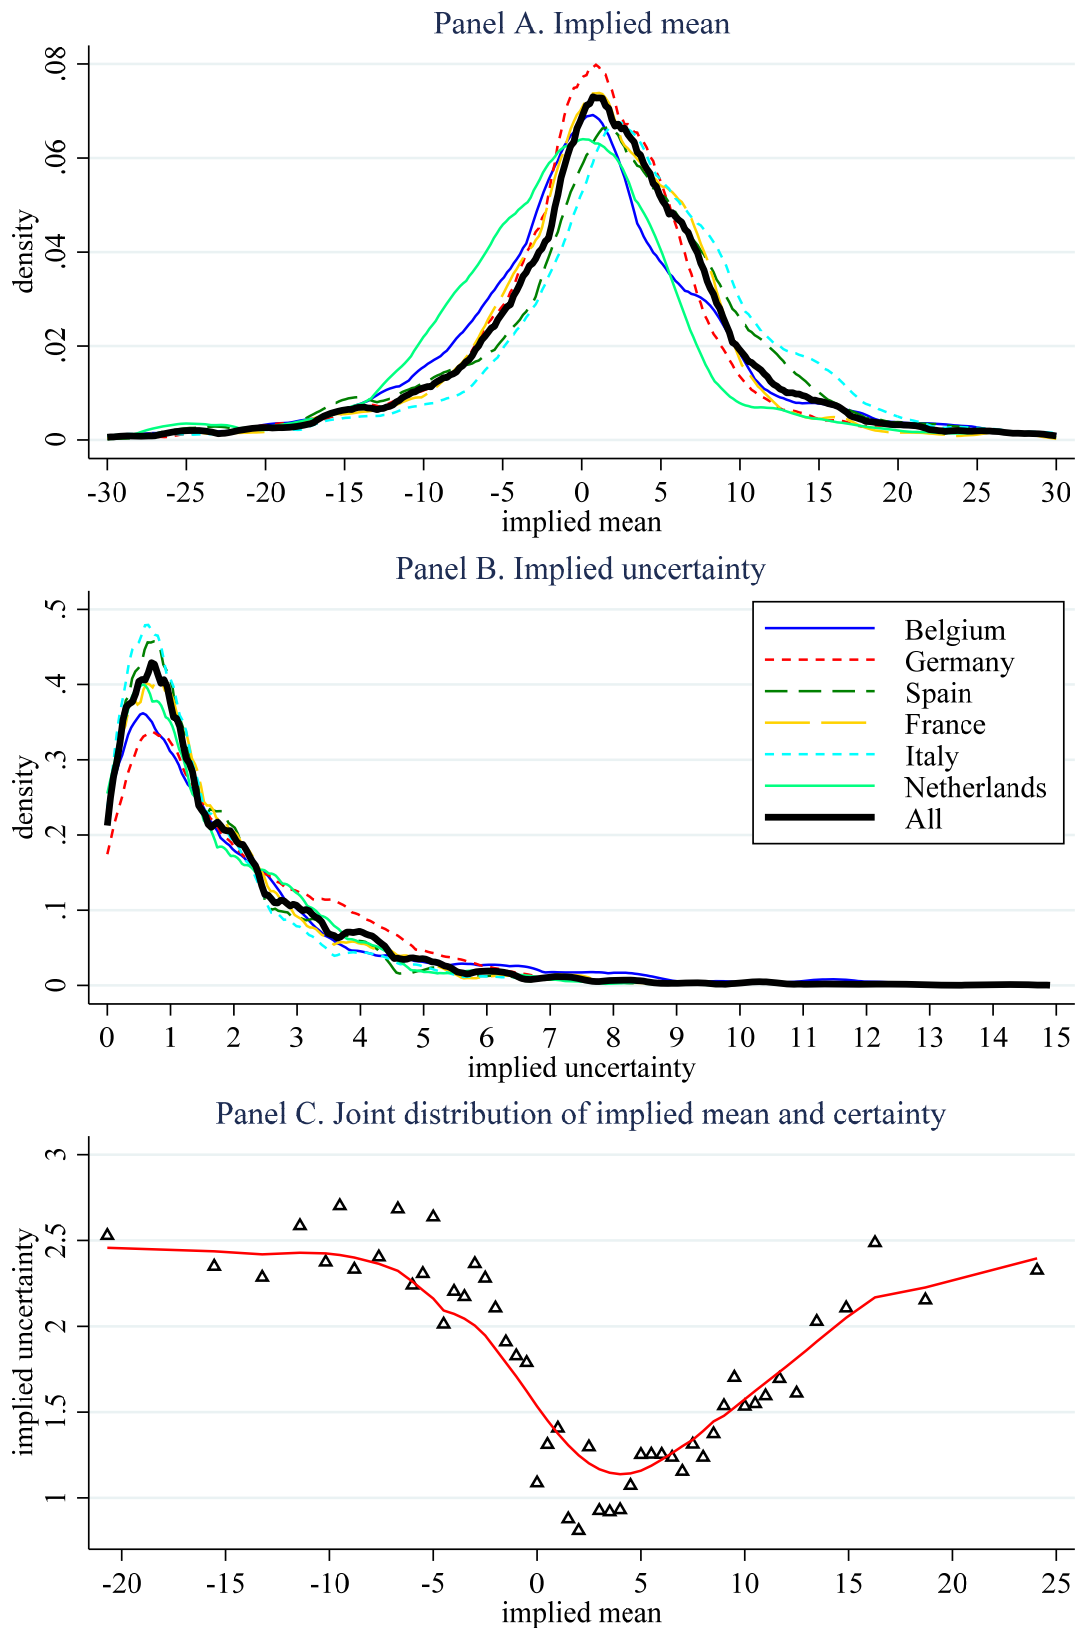 Panel A. Implied mean
density
.08
.06
.04
.02
0
-30 -25 -20 -15 -10 -5 0 5 10 15 20 25 30
implied mean
Panel B. Implied uncertainty
density
.5
.4
.3
.2
.1
0
Belgium
Germany
Spain
France
Italy
Netherlands
All
0 1 2 3 4 5 6 7 8 9 10 11 12 13 14 15
implied uncertainty
Panel C. Joint distribution of implied mean and certainty
implied uncertainty
3
2.5
2
1.5
1
-20 -15 -10 -5 0 5 10 15 20 25
implied mean